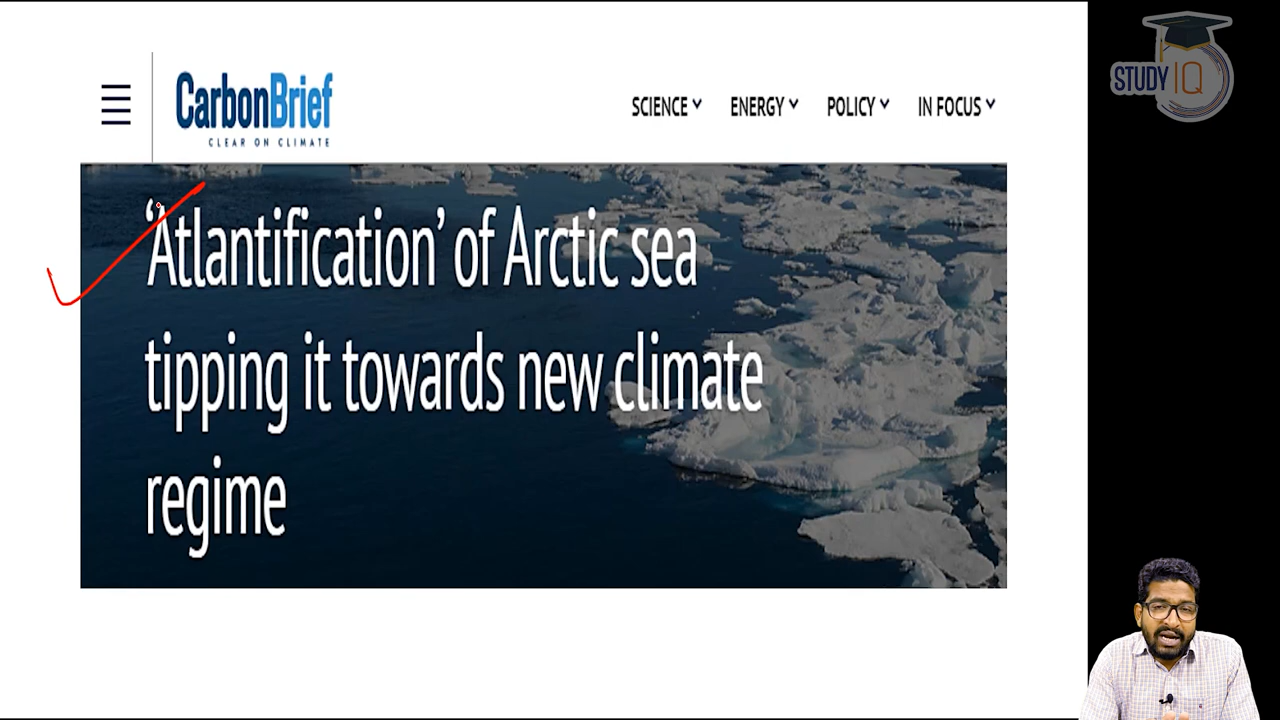 CarbonBrief
CLEAR ON CLIMATE
SCIENCE ENERGY POLICY IN FOCUS
STUDY IQ
‘Atlantification’ of Arctic sea
tipping it towards new climate
regime